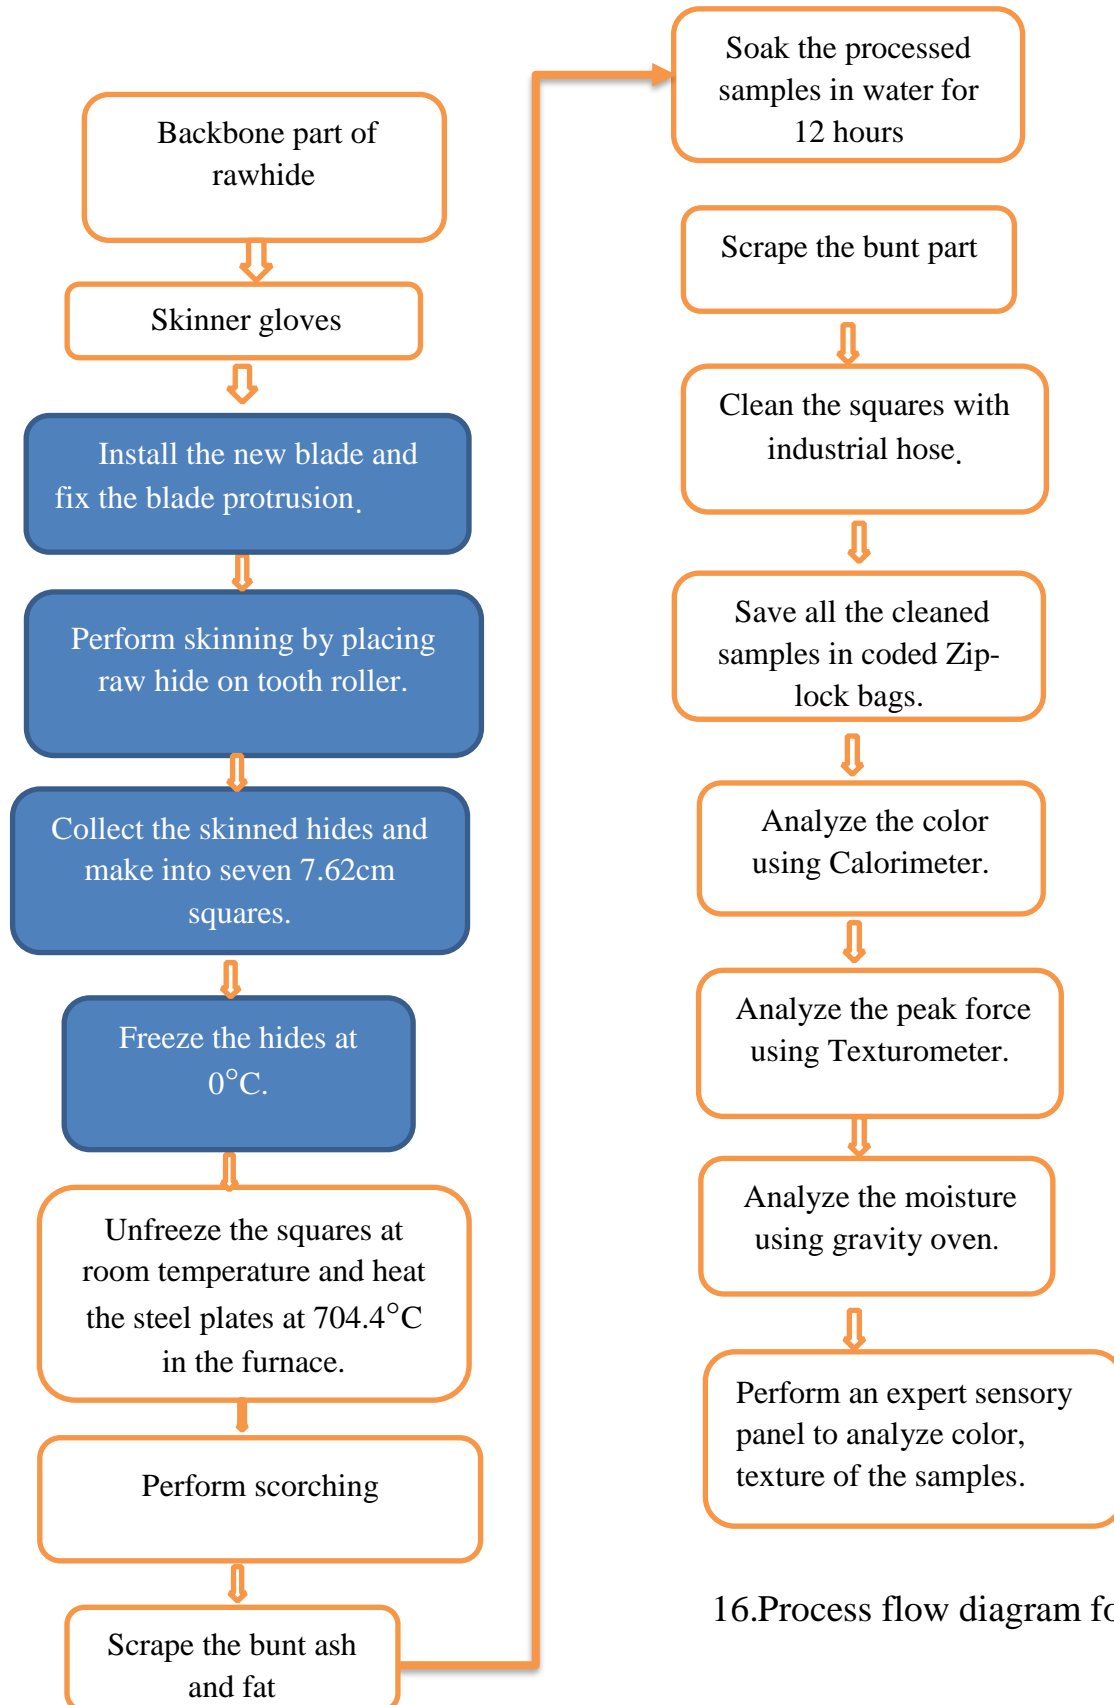 Backbone part of
rawhide
Skinner gloves
Install the new blade and
fix the blade protrusion.
Perform skinning by placing
raw hide on tooth roller.
Collect the skinned hides and
make into seven 7.62cm
squares.
Freeze the hides at
0°C.
Unfreeze the squares at
room temperature and heat
the steel plates at 704.4°C
in the furnace.
Perform scorching
Scrape the bunt ash
and fat
Soak the processed
samples in water for
12 hours
Scrape the bunt part
Clean the squares with
industrial hose.
Save all the cleaned
samples in coded Zip-
lock bags.
Analyze the color
using Calorimeter.
Analyze the peak force
using Texturometer.
Analyze the moisture
using gravity oven.
Perform an expert sensory
panel to analyze color,
texture of the samples.
16.Process flow diagram fo